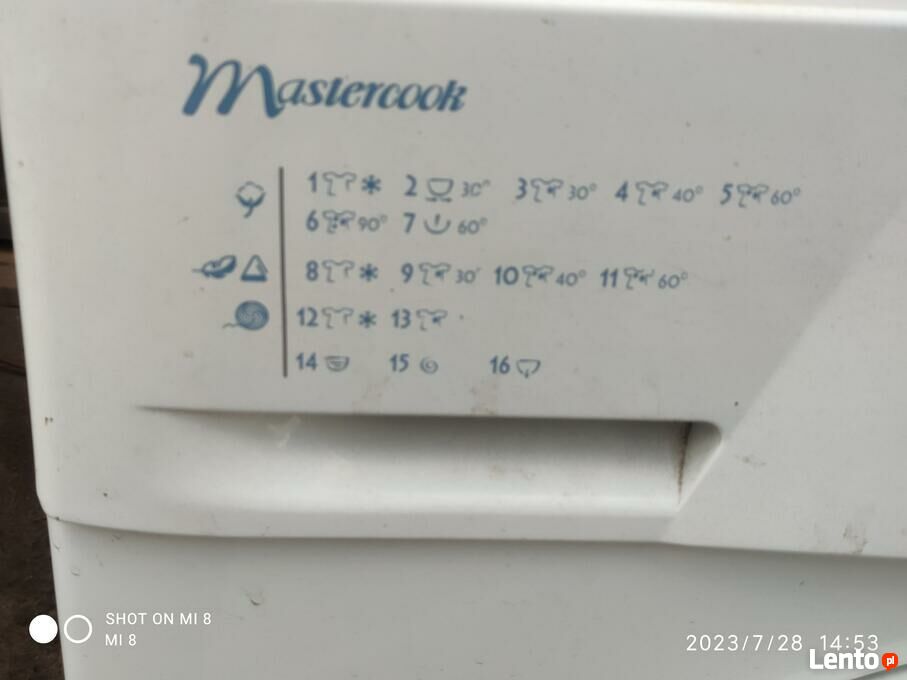 Mastercook
1 * 2 30° 3 30° 4 40° 5 60°
6 90° 7 60°
8 * 9 30° 10 40° 11 60°
12 * 13
14 15 16
SHOT ON MI 8
MI 8
2023/7/28 14:53
Lento pl